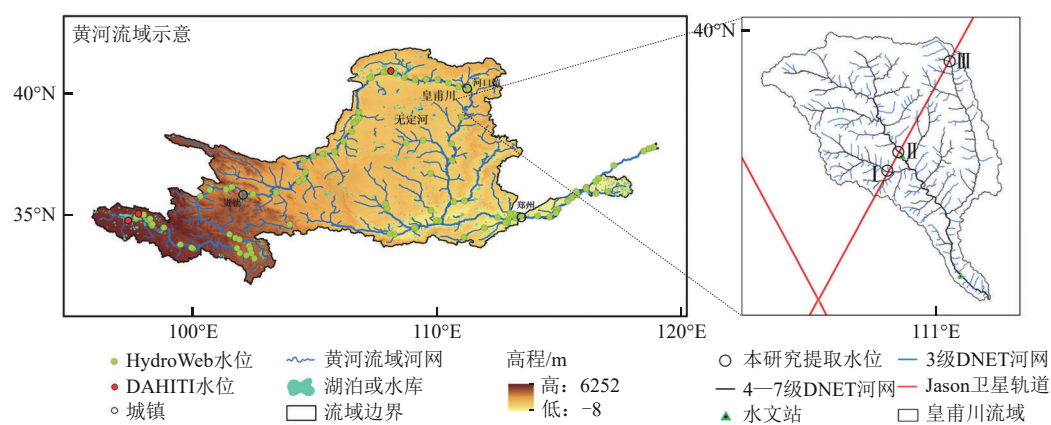 黄河流域示意
40°N
35°N
100°E
110°E
120°E
河口镇
皇甫川
无定河
郑州
40°N
111°E
Ⅲ
Ⅱ
Ⅰ
HydroWeb水位
DAHITI水位
城镇
黄河流域河网
湖泊或水库
流域边界
高程/m
高：6252
低：-8
本研究提取水位
4—7级DNET河网
水文站
3级DNET河网
Jason卫星轨道
皇甫川流域